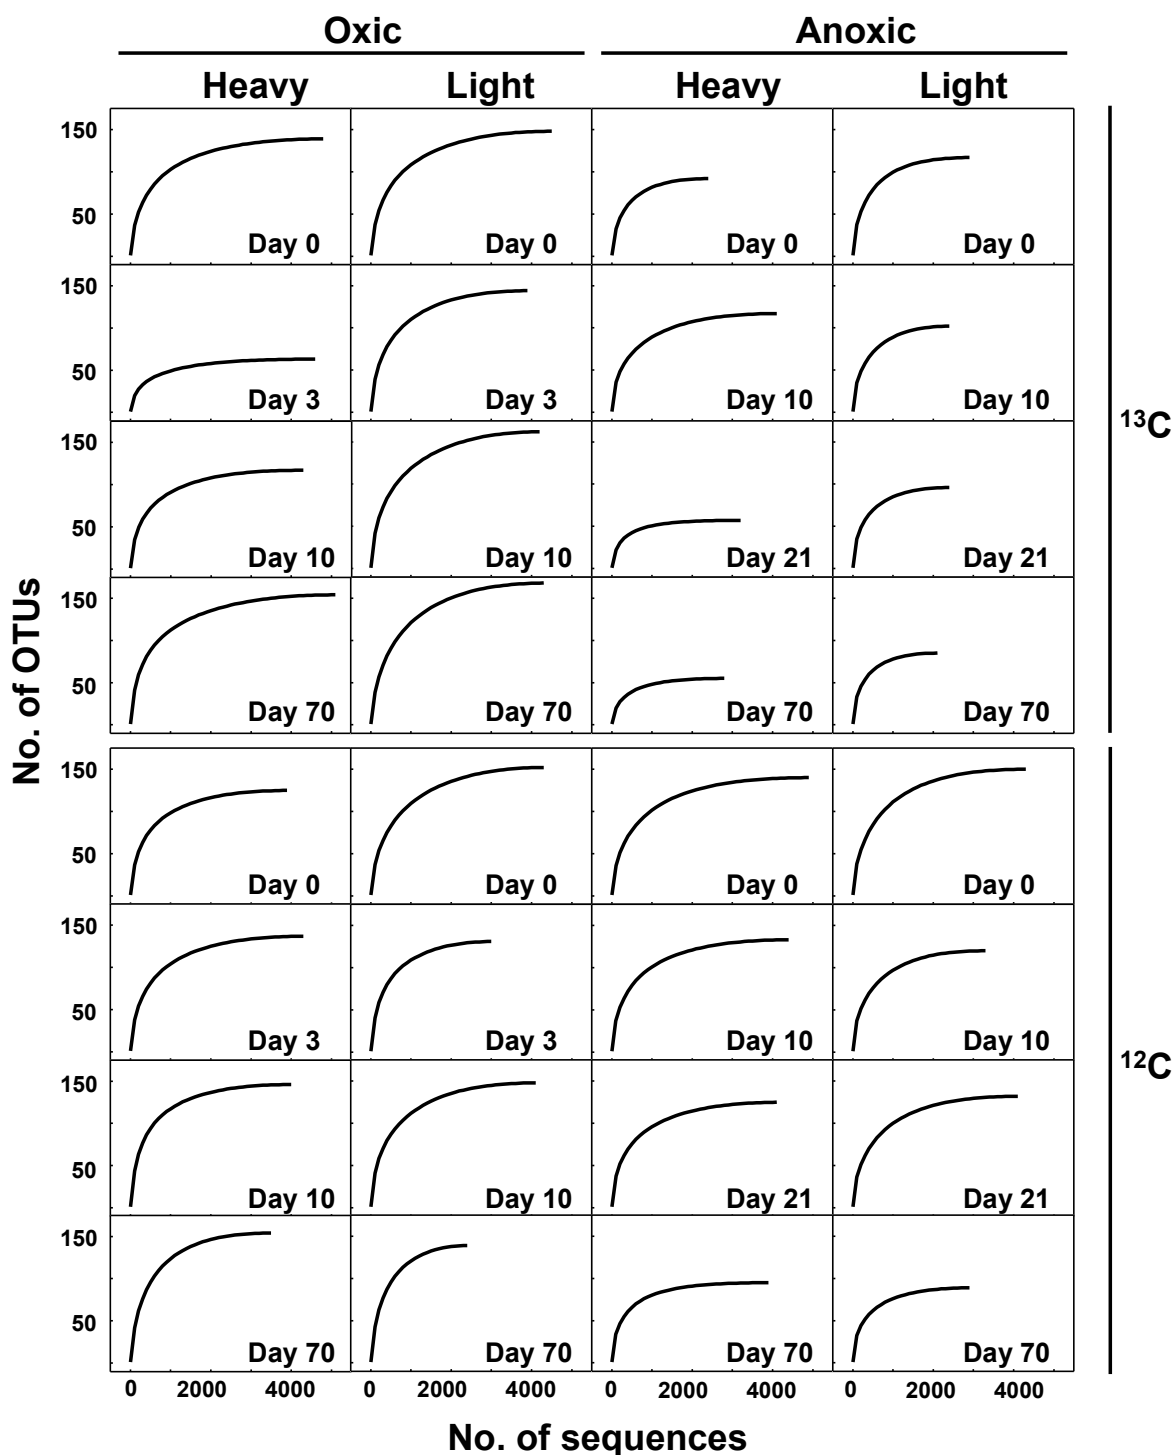 Oxic Anoxic
Heavy Light Heavy Light
150
50
Day 0 Day 0 Day 0 Day 0
150
50
Day 3 Day 3 Day 10 Day 10
13C
150
50
Day 10 Day 10 Day 21 Day 21
150
50
Day 70 Day 70 Day 70 Day 70
No. of OTUs
150
50
Day 0 Day 0 Day 0 Day 0
150
50
Day 3 Day 3 Day 10 Day 10
12C
150
50
Day 10 Day 10 Day 21 Day 21
150
50
Day 70 Day 70 Day 70 Day 70
0 2000 4000 0 2000 4000 0 2000 4000 0 2000 4000
No. of sequences